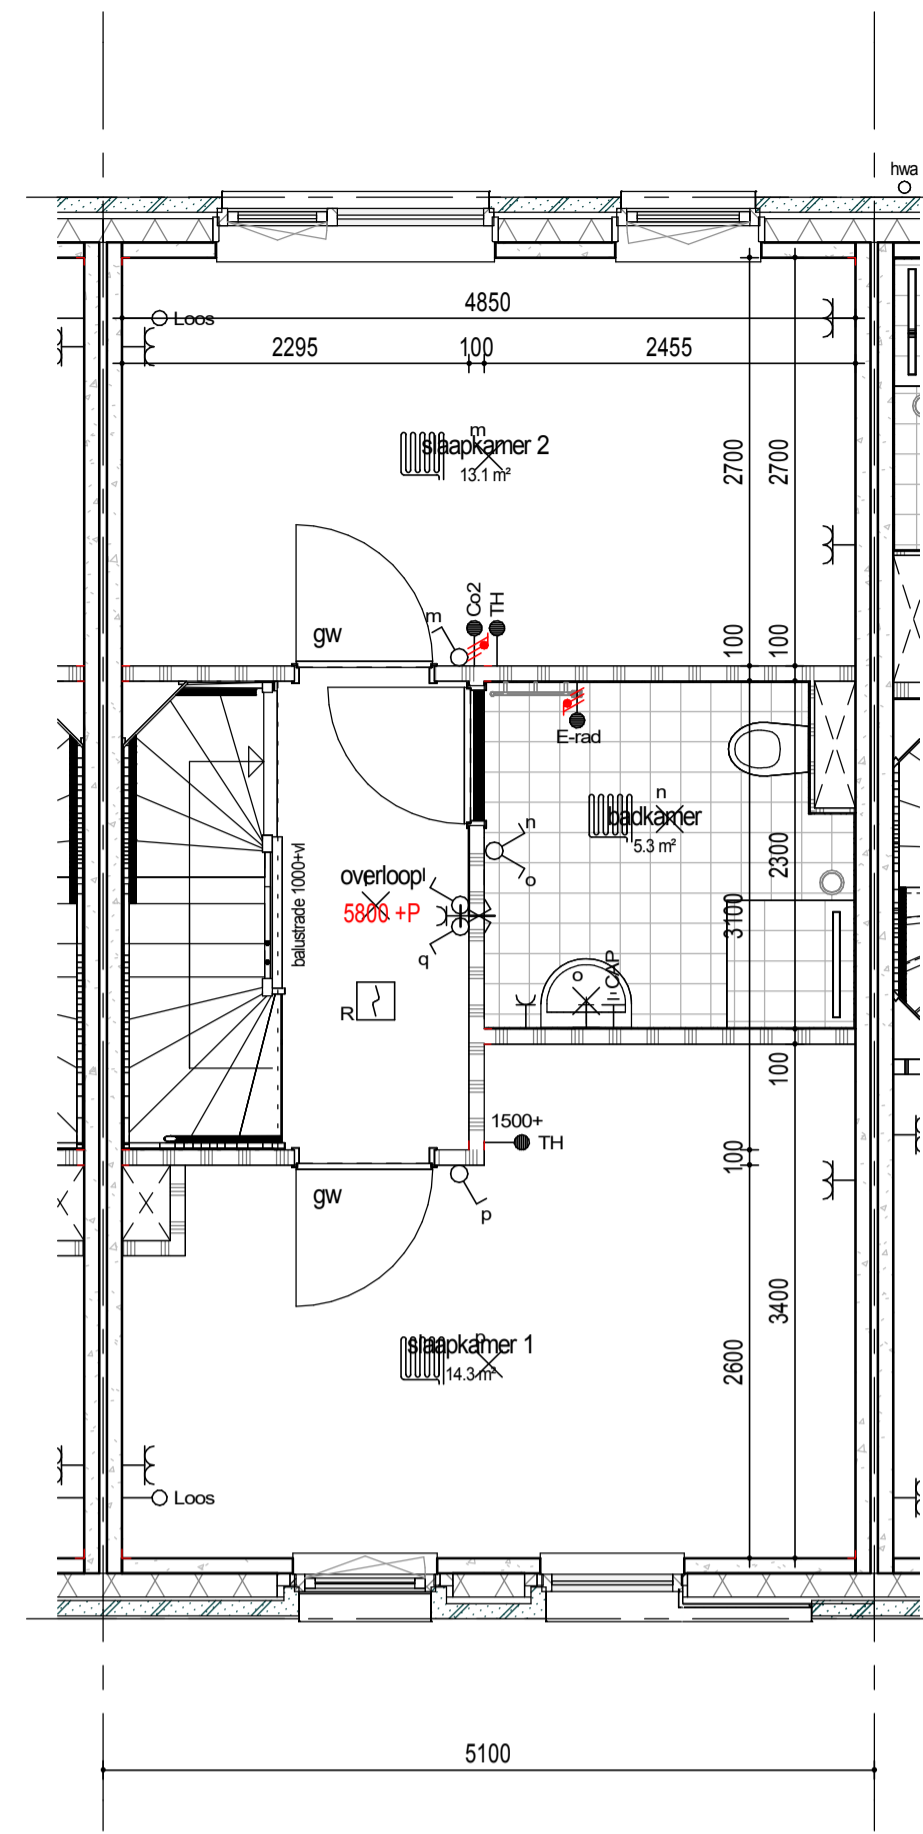 hwa
4850
Loos
2295
100
2455
m
slaapkamer 2
13.1 m²
2700
2700
Co2
TH
m
gw
100
100
E-rad
n
badkamer
5.3 m²
n
o
2300
3100
balustrade 1000+vl
overloop
l
5800 +P
q
o
CAP
R
100
1500+
TH
100
gw
p
p
slaapkamer 1
14.3 m²
3400
2600
Loos
5100